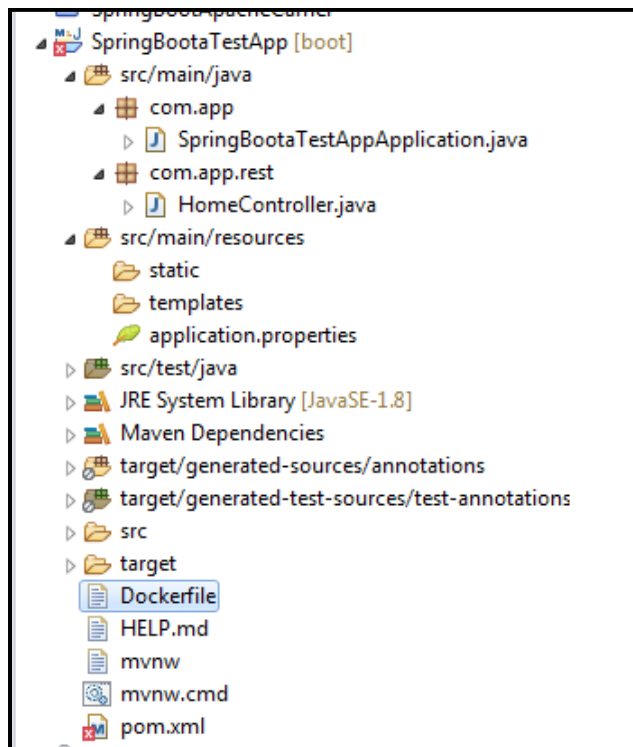 SpringBootaTestApp [boot]
src/main/java
com.app
SpringBootaTestAppApplication.java
com.app.rest
HomeController.java
src/main/resources
static
templates
application.properties
src/test/java
JRE System Library [JavaSE-1.8]
Maven Dependencies
target/generated-sources/annotations
target/generated-test-sources/test-annotations
src
target
Dockerfile
HELP.md
mvnw
mvnw.cmd
pom.xml